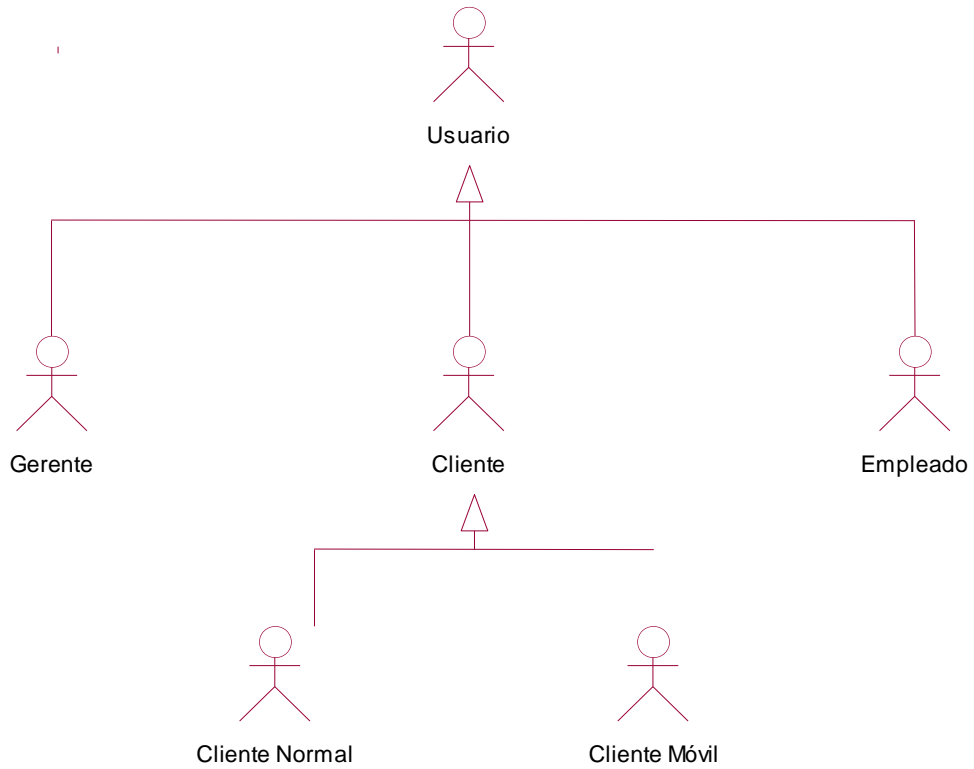 Usuario
Gerente
Cliente
Empleado
Cliente Normal
Cliente Móvil